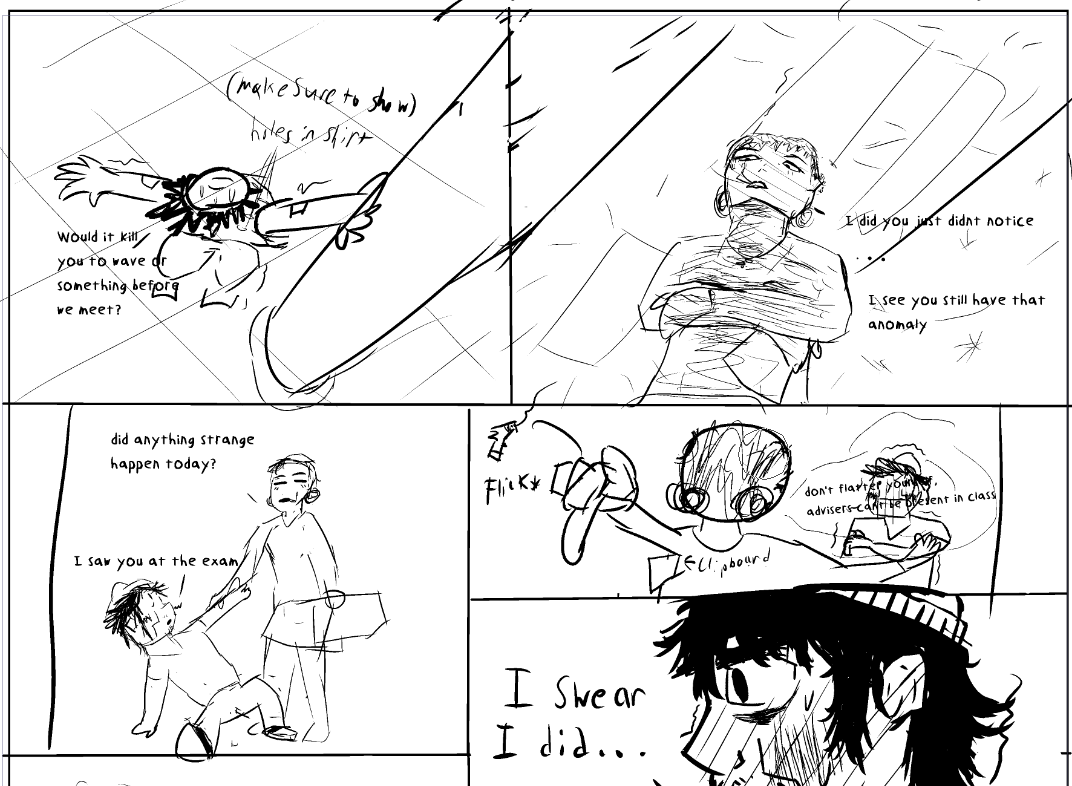 (make sure to show)
holes in shirt
Would it kill
you to wave or
something before
we meet?
I did you just didnt notice
...
I see you still have that
anomaly
did anything strange
happen today?
I saw you at the exam
Flick*
don't flatter yourself,
advisers cant be present in class
Clipboard
I swear
I did...